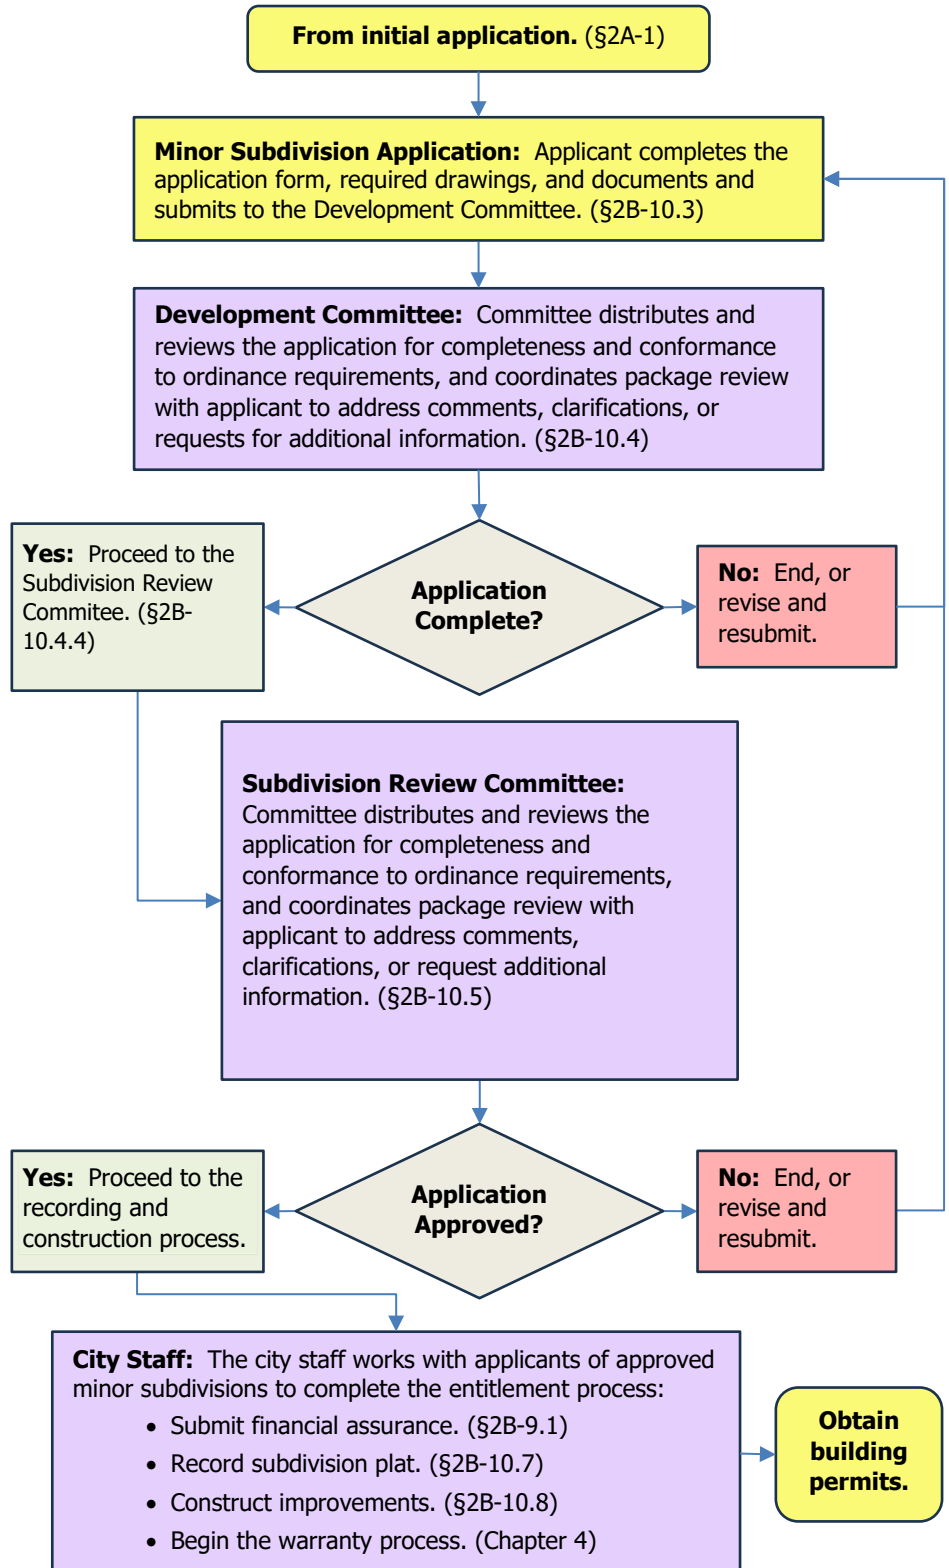 From initial application. (§2A-1)
Minor Subdivision Application: Applicant completes the
application form, required drawings, and documents and
submits to the Development Committee. (§2B-10.3)
Development Committee: Committee distributes and
reviews the application for completeness and conformance
to ordinance requirements, and coordinates package review
with applicant to address comments, clarifications, or
requests for additional information. (§2B-10.4)
Yes: Proceed to the
Subdivision Review
Commitee. (§2B-
10.4.4)
Application
Complete?
No: End, or
revise and
resubmit.
Subdivision Review Committee:
Committee distributes and reviews the
application for completeness and
conformance to ordinance requirements,
and coordinates package review with
applicant to address comments,
clarifications, or request additional
information. (§2B-10.5)
Yes: Proceed to the
recording and
construction process.
Application
Approved?
No: End, or
revise and
resubmit.
City Staff: The city staff works with applicants of approved
minor subdivisions to complete the entitlement process:
• Submit financial assurance. (§2B-9.1)
• Record subdivision plat. (§2B-10.7)
• Construct improvements. (§2B-10.8)
• Begin the warranty process. (Chapter 4)
Obtain
building
permits.